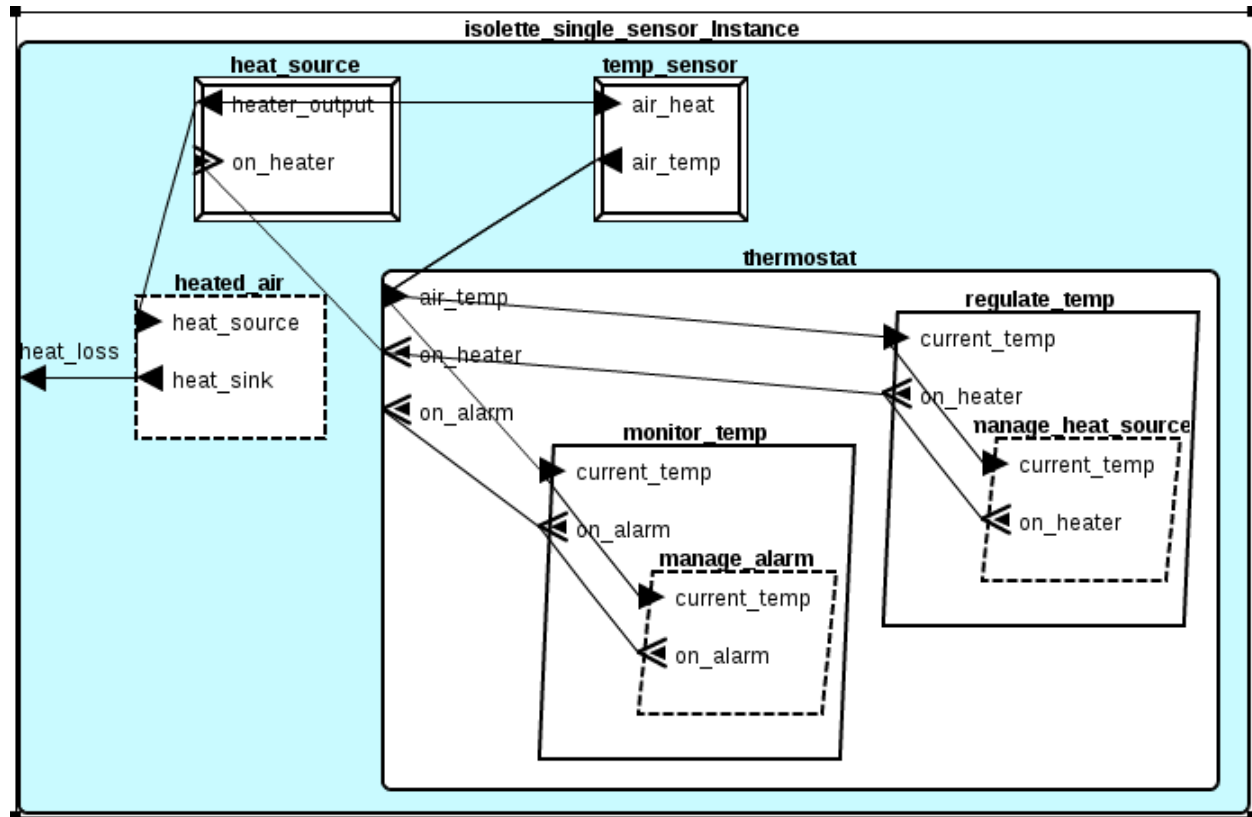 isolette_single_sensor_Instance
heat_source
heater_output
on_heater
temp_sensor
air_heat
air_temp
heated_air
heat_source
heat_sink
heat_loss
thermostat
air_temp
on_heater
on_alarm
regulate_temp
current_temp
on_heater
manage_heat_source
current_temp
on_heater
monitor_temp
current_temp
on_alarm
manage_alarm
current_temp
on_alarm